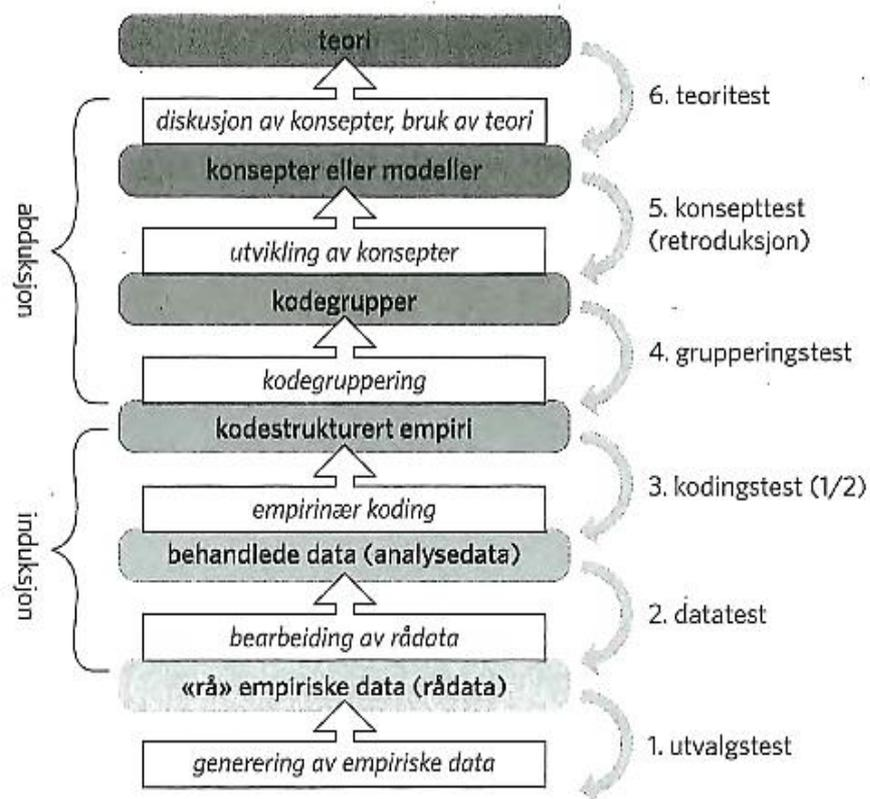 teori
6. teoritest
diskusjon av konsepter, bruk av teori
konsepter eller modeller
5. konsepttest
(retroduksjon)
utvikling av konsepter
abduksjon
kodegrupper
4. grupperingstest
kodegruppering
kodestrukturert empiri
3. kodingstest (1/2)
empirinær koding
behandlede data (analysedata)
induksjon
2. datatest
bearbeiding av rådata
«rå» empiriske data (rådata)
1. utvalgstest
generering av empiriske data